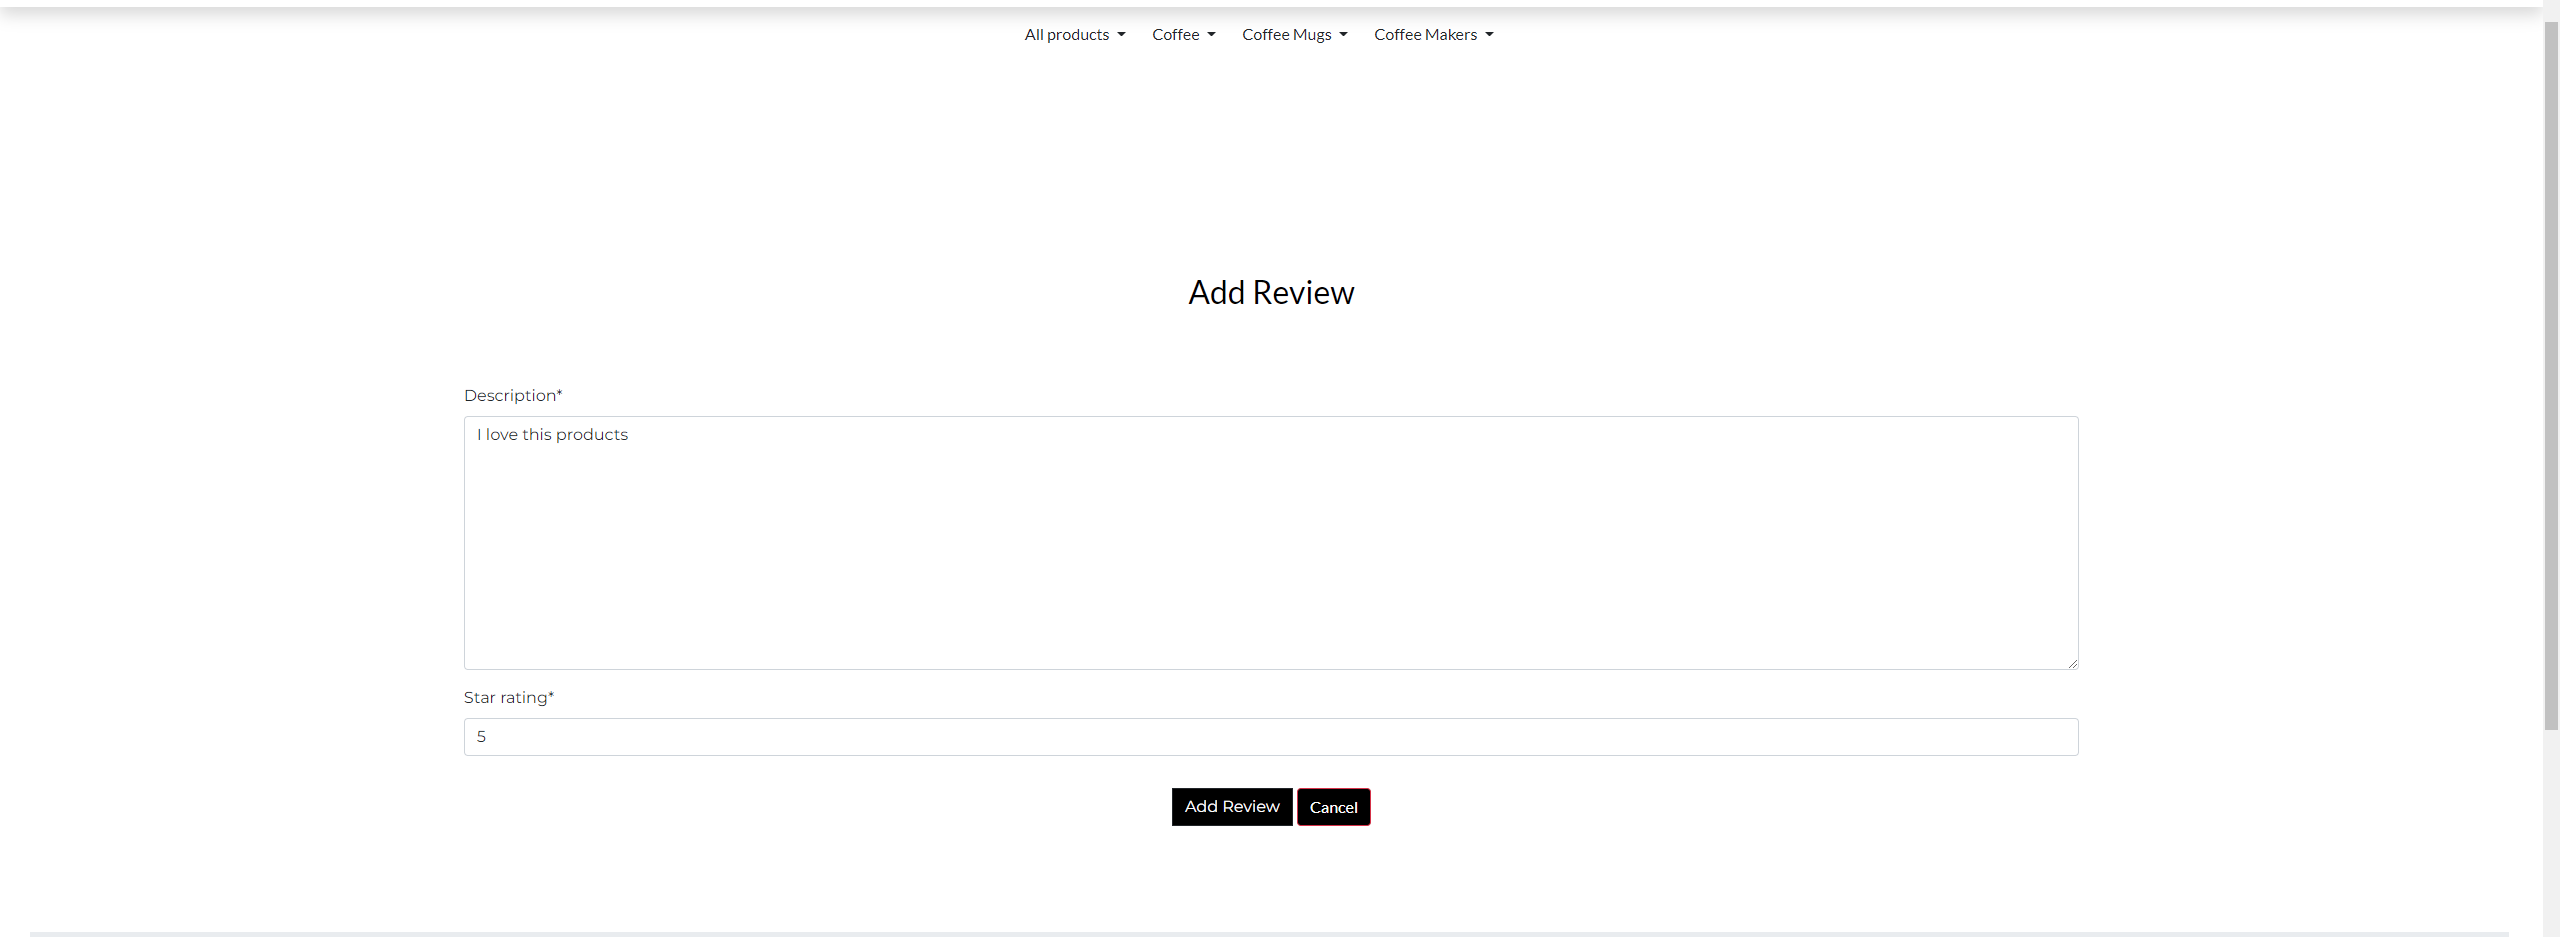 All products Coffee Coffee Mugs Coffee Makers
Add Review
Description*
I love this products
Star rating*
5
Add Review Cancel